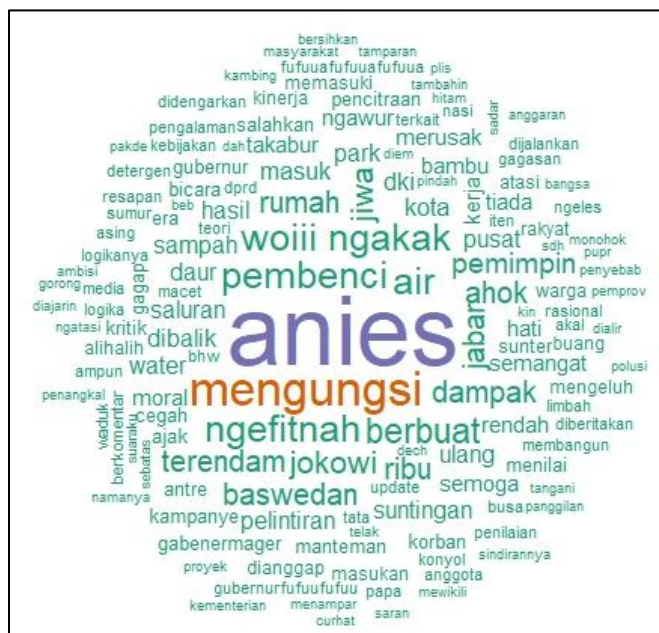 bersihkan
masyarakat tamparan
fufuuafufuuafufuua plis
kambing memasuki tambahin
didengarkan kinerja pencitraan hitam anggaran
pengalaman salahkan ngawur terkait nasi sadar
pakde kebijakan dah takabur park diem merusak dijalankan
detergen gubernur masuk bambu gagasan
resapan bicara dprd rumah jiwa dki pindah kerja atasi bangsa
sumur era beb hasil kota tiada iten ngeles
asing teori woiii ngakak pusat rakyat
logikanya sampah sdh monohok
ambisi gagap daur pembenci air pemimpin pupr
gorong media macet penyebab
diajarin logika saluran anies jabar ahok warga pemprov
ngatasi kritik dibalik hati kin rasional
alihalih bhw akal dialir
ampun water sunter buang
semangat polusi
penangkal moral mengungsi dampak mengeluh
waduk berkomentar suaraku cegah limbah
sebatas ajak ngefitnah berbuat rendah diberitakan
dech membangun
terendam jokowi ribu ulang menilai
namanya antre baswedan update semoga tangani
kampanye pelintiran tata suntingan busa panggilan
telak penilaian
gabenermager manteman korban
konyol sindirannya
proyek dianggap masukan anggota
gubernurfufuufufuu papa mewikili
kementerian menampar saran
curhat